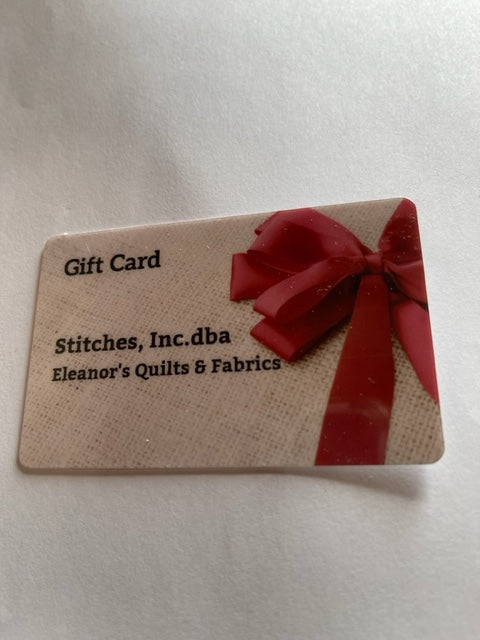 Gift Card
Stitches, Inc.dba
Eleanor's Quilts & Fabrics